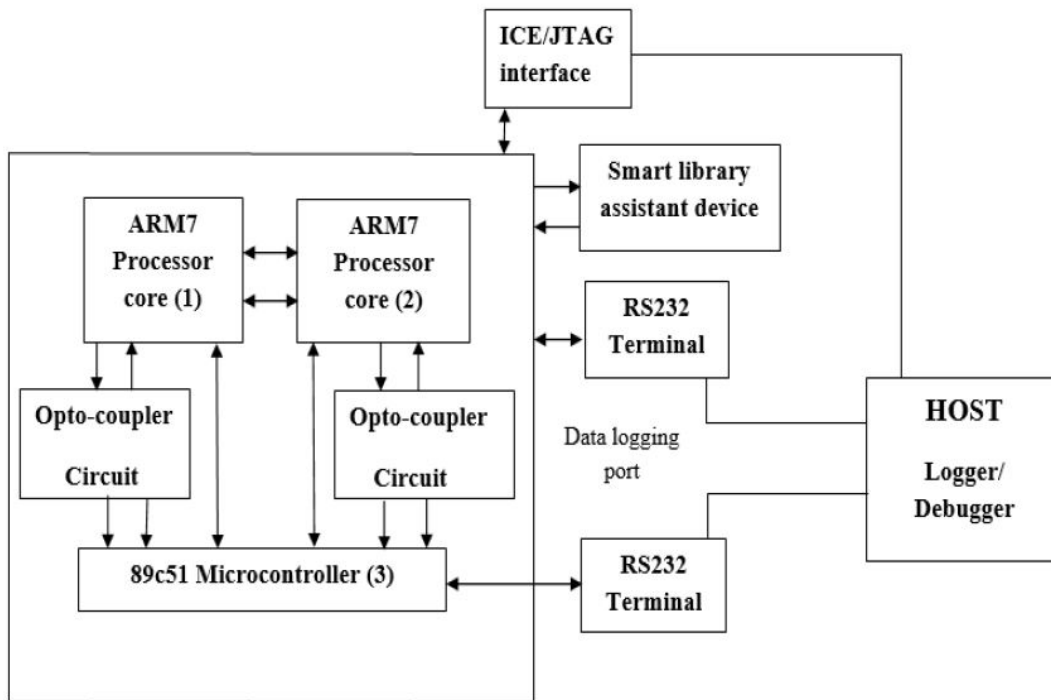 ICE/JTAG
interface
Smart library
assistant device
ARM7
Processor
core (1)
ARM7
Processor
core (2)
RS232
Terminal
Opto-coupler
Circuit
Opto-coupler
Circuit
Data logging
port
HOST
Logger/
Debugger
89c51 Microcontroller (3)
RS232
Terminal